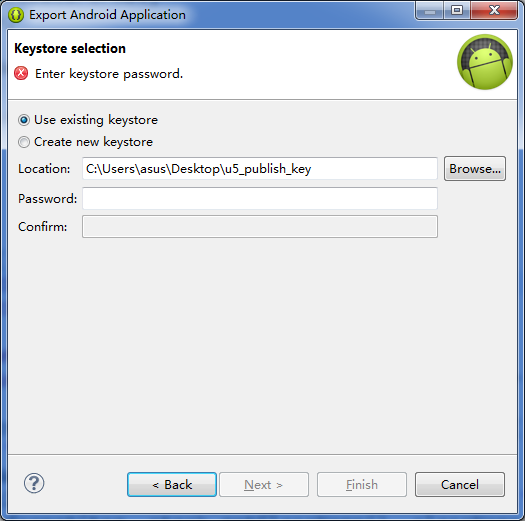 Export Android Application
Keystore selection
Enter keystore password.
Use existing keystore
Create new keystore
Location: C:\Users\asus\Desktop\u5_publish_key Browse...
Password:
Confirm:
? < Back Next > Finish Cancel